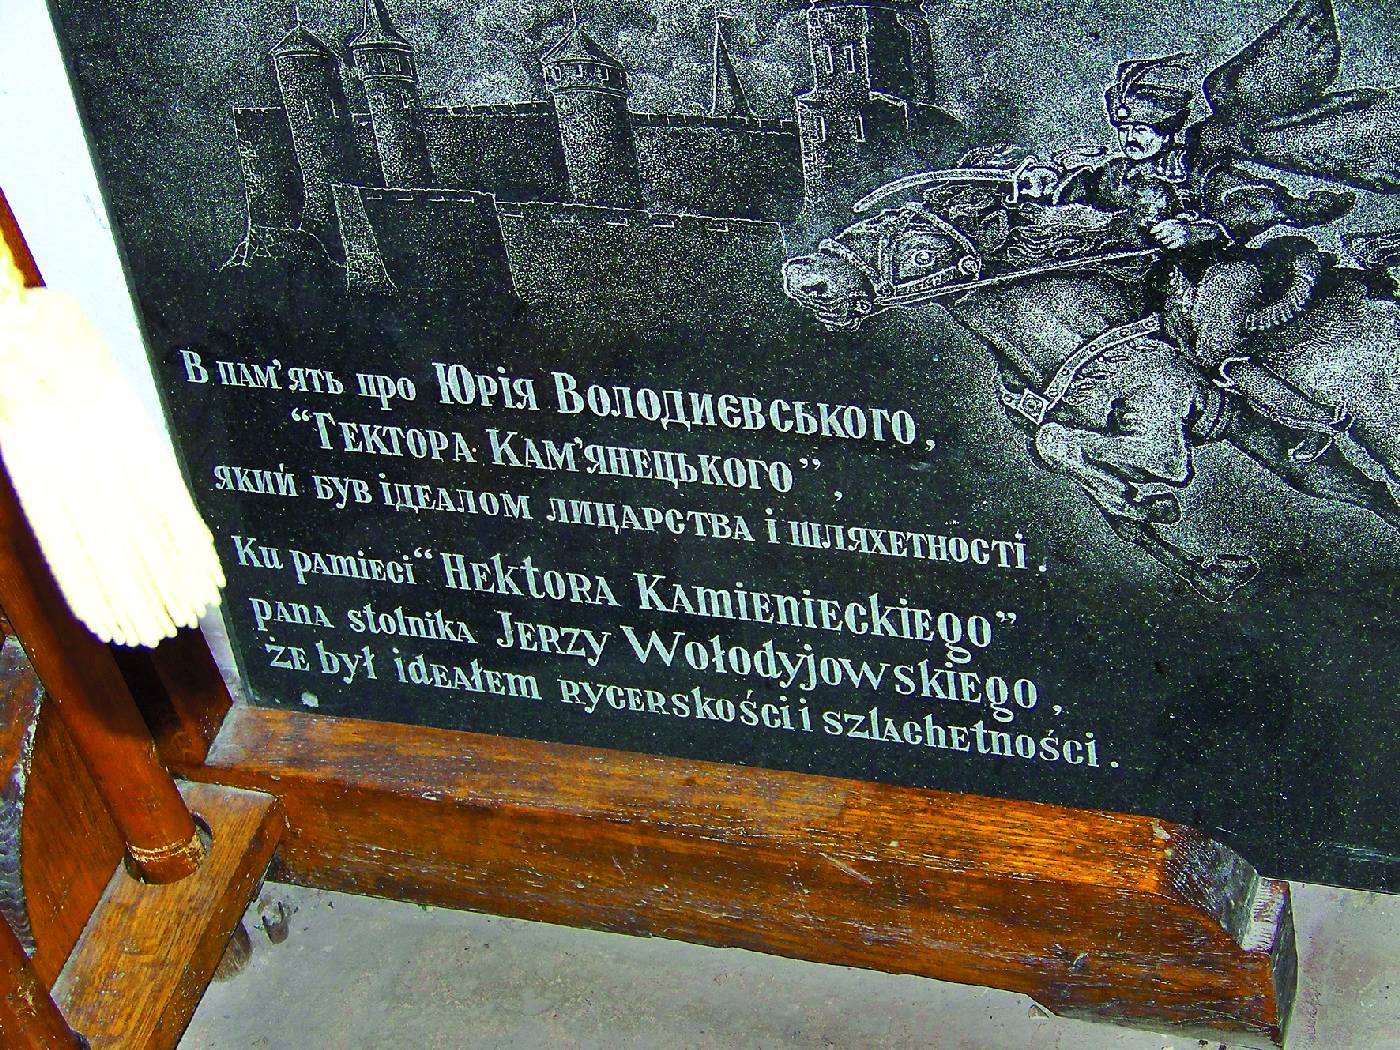 В пам’ять про Юрія Володиєвського,
“Гектора Кам’янецького”,
який був ідеалом лицарства і шляхетності.
Ku pamieci “Hektora Kamienieckiego”
pana stolnika Jerzy Wołodyjowskiego,
że był ideałem rycerskości i szlachetności.